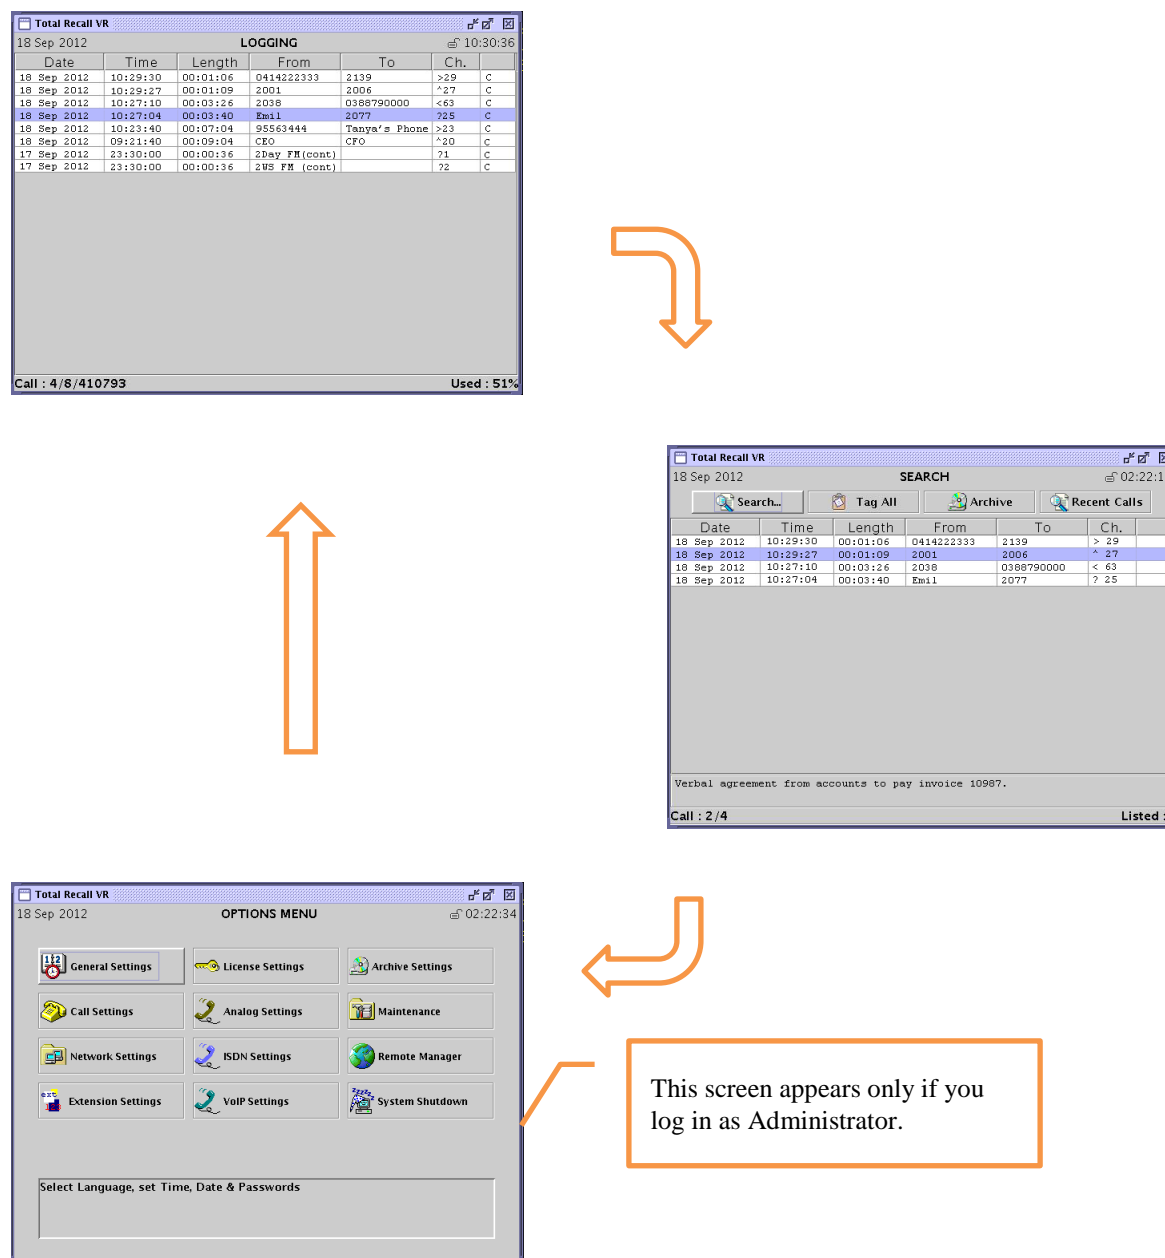 Total Recall VR
18 Sep 2012 LOGGING 10:30:36
Date Time Length From To Ch.
18 Sep 2012 10:29:30 00:01:06 0414222333 2139 >29 C
18 Sep 2012 10:29:27 00:01:09 2001 2006 ^27 C
18 Sep 2012 10:27:10 00:03:26 2038 0388790000 <63 C
18 Sep 2012 10:27:04 00:03:40 Emil 2077 ?25 C
18 Sep 2012 10:23:40 00:07:04 95563444 Tanya's Phone >23 C
18 Sep 2012 09:21:40 00:09:04 CEO CFO ^20 C
17 Sep 2012 23:30:00 00:00:36 2Day FM(cont) ?1 C
17 Sep 2012 23:30:00 00:00:36 2WS FM (cont) ?2 C
Call : 4/8/410793 Used : 51%
Total Recall VR
18 Sep 2012 SEARCH 02:22:1
Search... Tag All Archive Recent Calls
Date Time Length From To Ch.
18 Sep 2012 10:29:30 00:01:06 0414222333 2139 > 29
18 Sep 2012 10:29:27 00:01:09 2001 2006 ^ 27
18 Sep 2012 10:27:10 00:03:26 2038 0388790000 < 63
18 Sep 2012 10:27:04 00:03:40 Emil 2077 ? 25
Verbal agreement from accounts to pay invoice 10987.
Call : 2/4 Listed :
Total Recall VR
18 Sep 2012 OPTIONS MENU 02:22:34
General Settings License Settings Archive Settings
Call Settings Analog Settings Maintenance
Network Settings ISDN Settings Remote Manager
Extension Settings VoIP Settings System Shutdown
Select Language, set Time, Date & Passwords
This screen appears only if you
log in as Administrator.